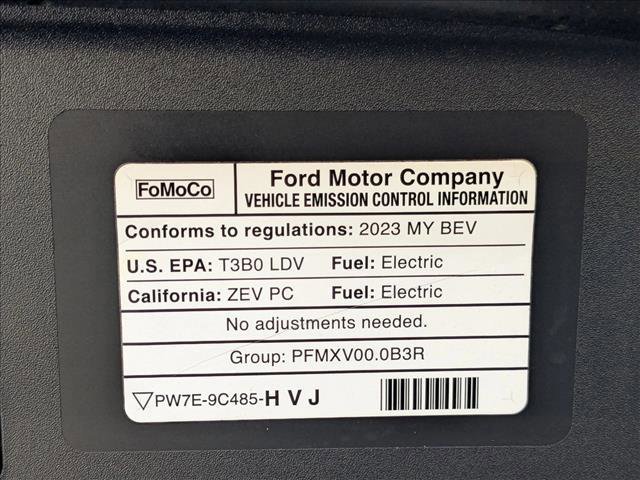 FoMoCo
Ford Motor Company
VEHICLE EMISSION CONTROL INFORMATION
Conforms to regulations: 2023 MY BEV
U.S. EPA: T3B0 LDV Fuel: Electric
California: ZEV PC Fuel: Electric
No adjustments needed.
Group: PFMXV00.0B3R
PW7E-9C485-H V J